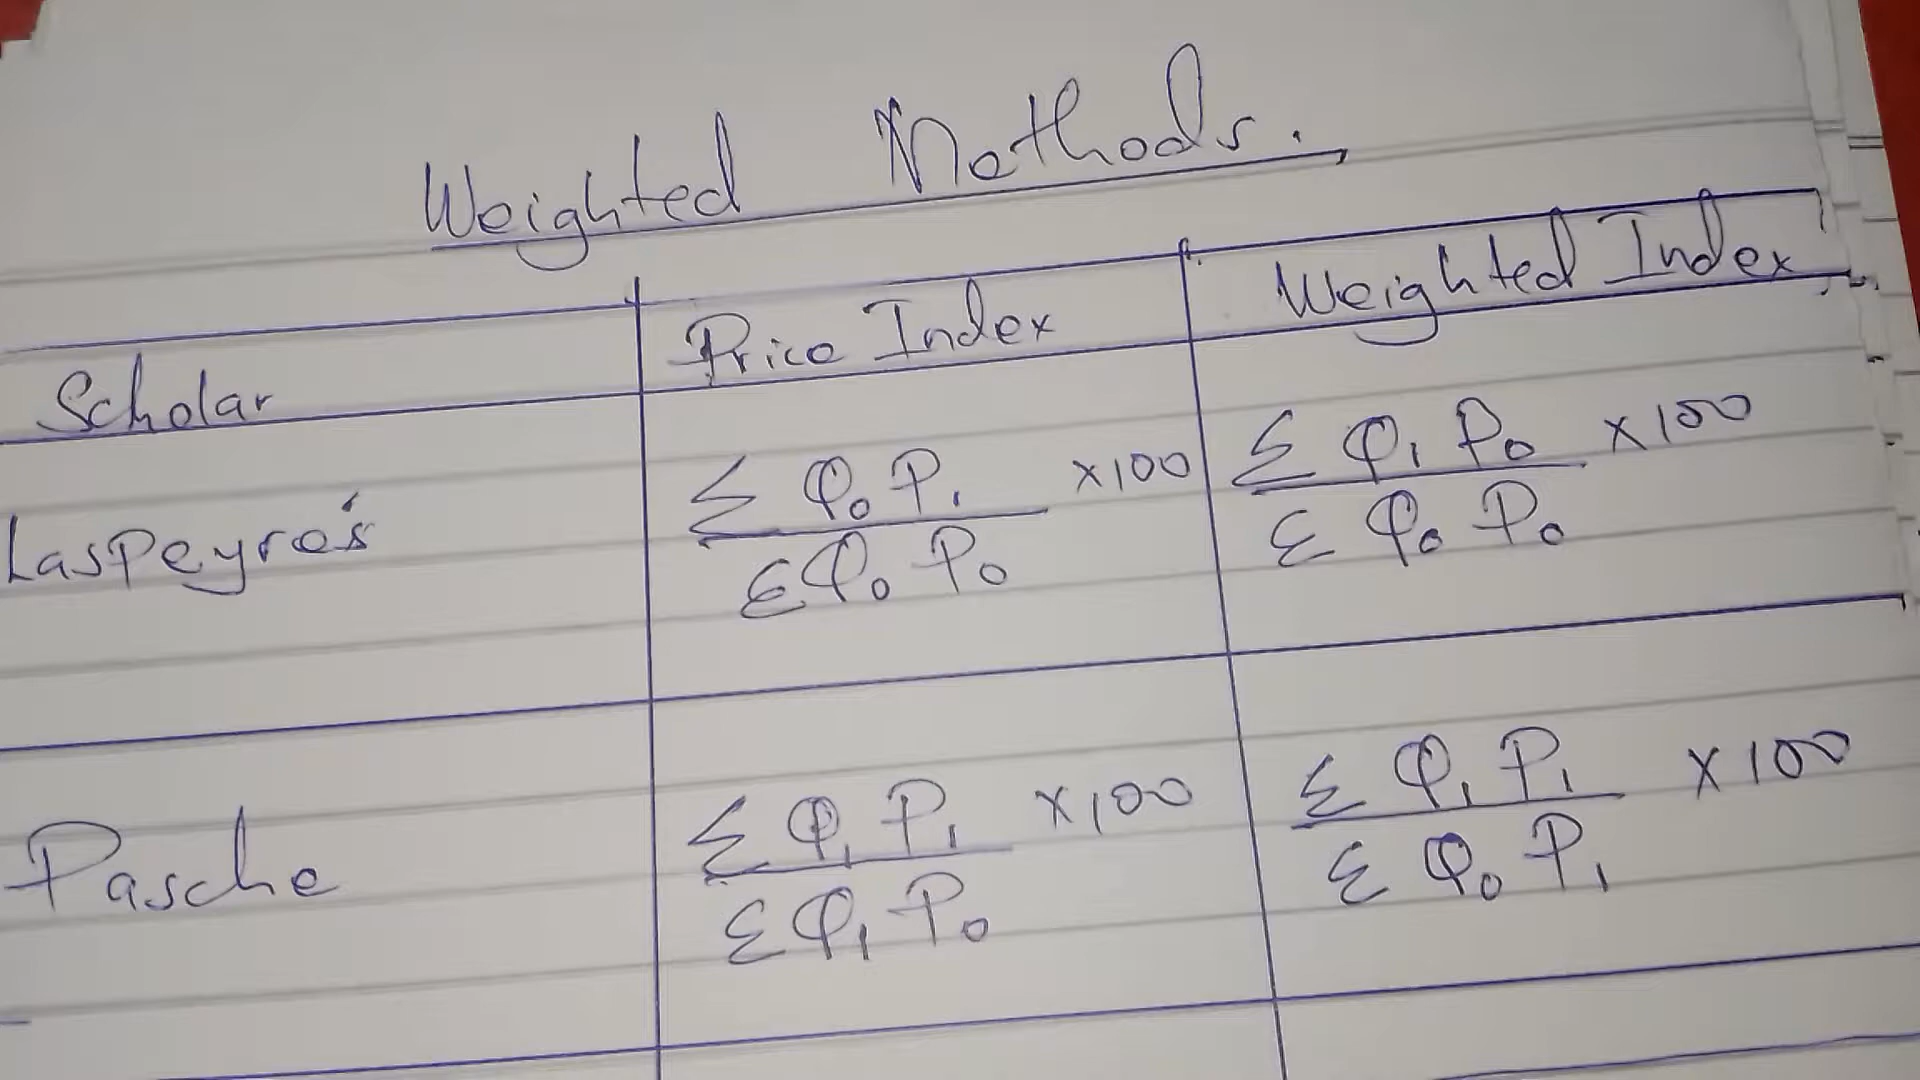 Weighted Methods.
Scholar Price Index Weighted Index
Laspeyre's Σ Q₀ P₁ / Σ Q₀ P₀ ×100 Σ Q₁ P₀ / Σ Q₀ P₀ ×100
Pasche Σ Q₁ P₁ / Σ Q₁ P₀ ×100 Σ Q₁ P₁ / Σ Q₀ P₁ ×100